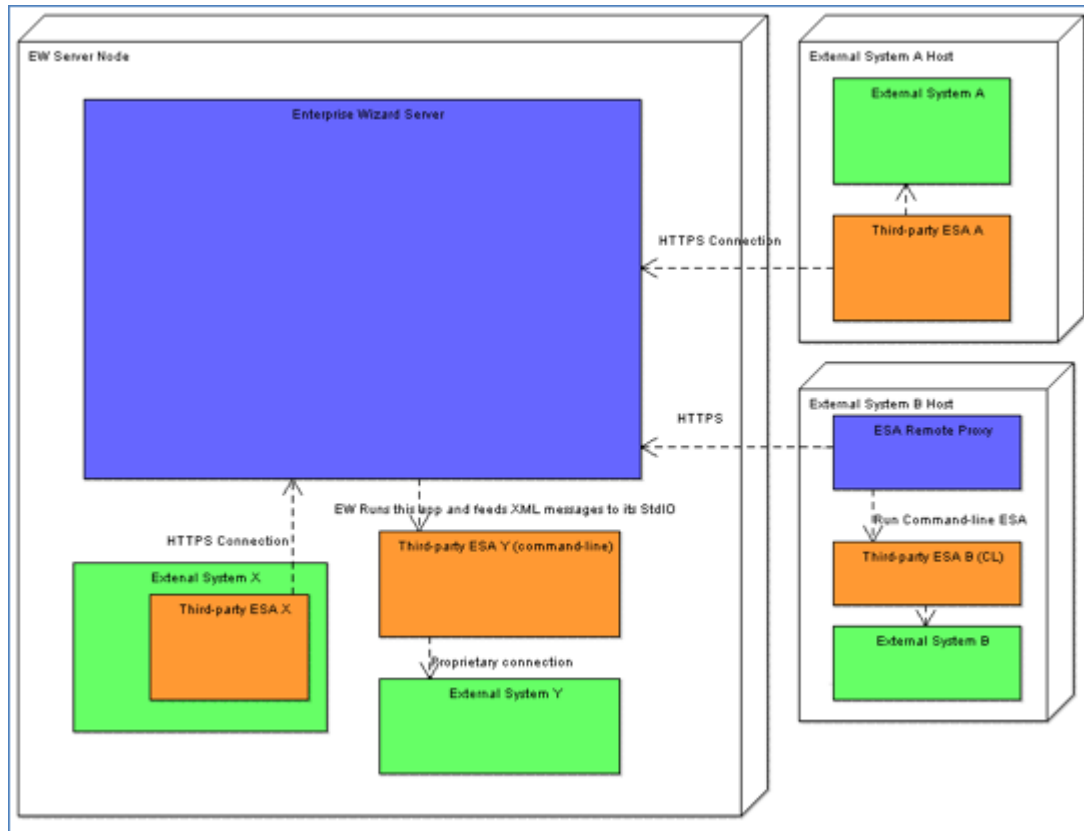 EW Server Node
Enterprise Wizard Server
HTTPS Connection
HTTPS
EW Runs this app and feeds XML messages to its StdIO
HTTPS Connection
Third-party ESA Y (command-line)
Extenal System X
Third-party ESA X
Proprietary connection
External System Y
External System A Host
External System A
Third-party ESA A
External System B Host
ESA Remote Proxy
Run Command-line ESA
Third-party ESA B (CL)
External System B